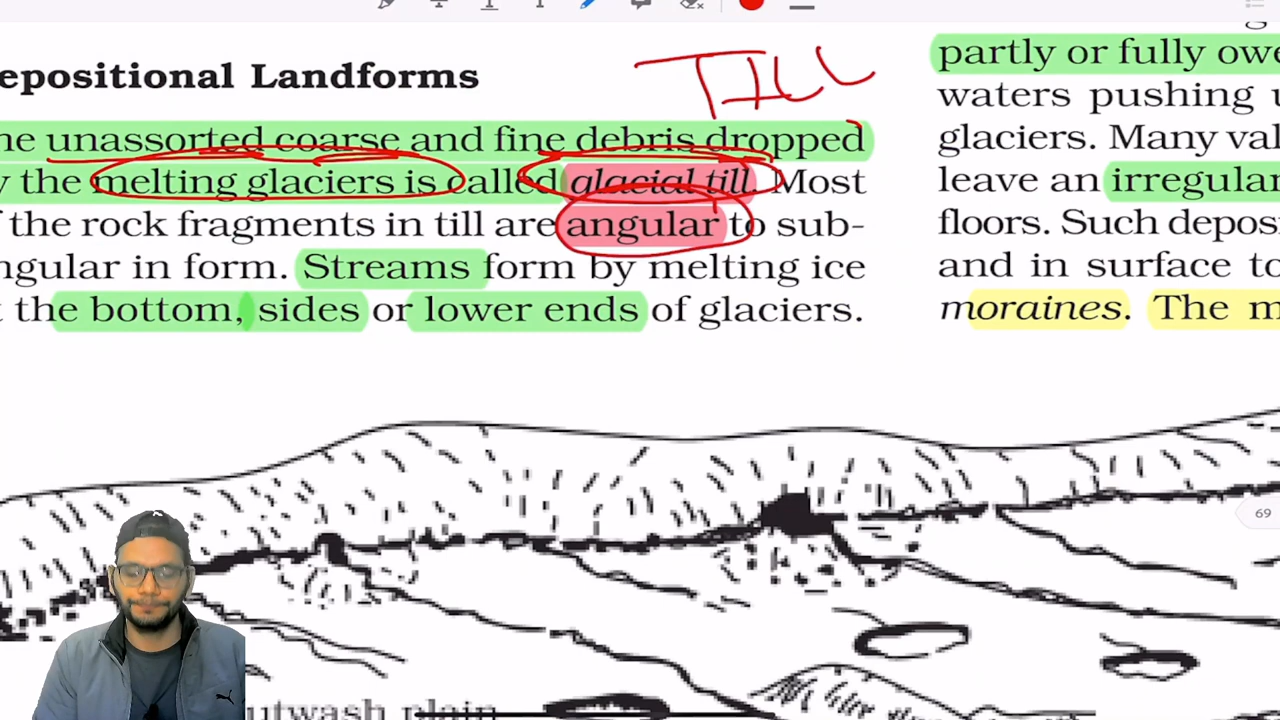 epositional Landforms
TILL
he unassorted coarse and fine debris dropped
y the melting glaciers is called glacial till. Most
f the rock fragments in till are angular to sub-
ngular in form. Streams form by melting ice
t the bottom, sides or lower ends of glaciers.
partly or fully owe
waters pushing u
glaciers. Many val
leave an irregular
floors. Such deposi
and in surface to
moraines. The m
69
utwash plain